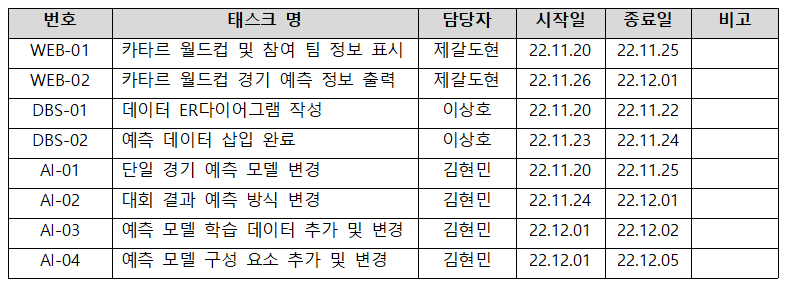 번호 태스크 명 담당자 시작일 종료일 비고
WEB-01 카타르 월드컵 및 참여 팀 정보 표시 제갈도현 22.11.20 22.11.25
WEB-02 카타르 월드컵 경기 예측 정보 출력 제갈도현 22.11.26 22.12.01
DBS-01 데이터 ER다이어그램 작성 이상호 22.11.20 22.11.22
DBS-02 예측 데이터 삽입 완료 이상호 22.11.23 22.11.24
AI-01 단일 경기 예측 모델 변경 김현민 22.11.20 22.11.25
AI-02 대회 결과 예측 방식 변경 김현민 22.11.24 22.12.01
AI-03 예측 모델 학습 데이터 추가 및 변경 김현민 22.12.01 22.12.02
AI-04 예측 모델 구성 요소 추가 및 변경 김현민 22.12.01 22.12.05